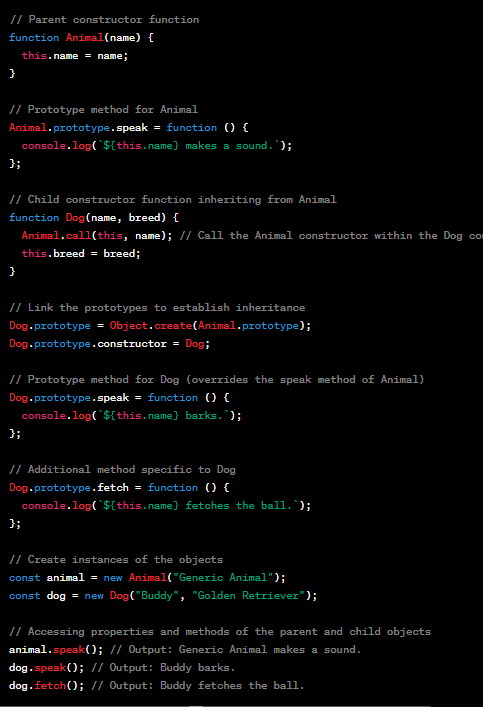 // Parent constructor function
function Animal(name) {
  this.name = name;
}

// Prototype method for Animal
Animal.prototype.speak = function () {
  console.log(`${this.name} makes a sound.`);
};

// Child constructor function inheriting from Animal
function Dog(name, breed) {
  Animal.call(this, name); // Call the Animal constructor within the Dog co
  this.breed = breed;
}

// Link the prototypes to establish inheritance
Dog.prototype = Object.create(Animal.prototype);
Dog.prototype.constructor = Dog;

// Prototype method for Dog (overrides the speak method of Animal)
Dog.prototype.speak = function () {
  console.log(`${this.name} barks.`);
};

// Additional method specific to Dog
Dog.prototype.fetch = function () {
  console.log(`${this.name} fetches the ball.`);
};

// Create instances of the objects
const animal = new Animal("Generic Animal");
const dog = new Dog("Buddy", "Golden Retriever");

// Accessing properties and methods of the parent and child objects
animal.speak(); // Output: Generic Animal makes a sound.
dog.speak(); // Output: Buddy barks.
dog.fetch(); // Output: Buddy fetches the ball.